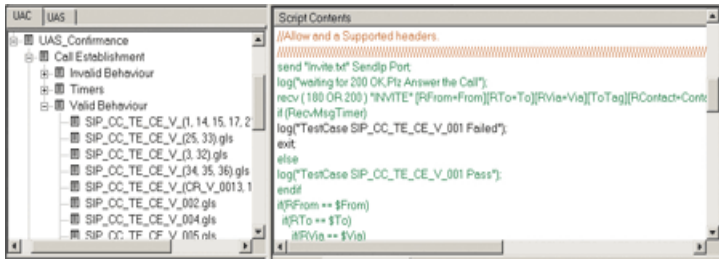 UAC
UAS
UAS_Confirmance
Call Establishment
Invalid Behaviour
Timers
Valid Behaviour
SIP_CC_TE_CE_V_(1, 14, 15, 17, 2
SIP_CC_TE_CE_V_(25, 33).gls
SIP_CC_TE_CE_V_(3, 32).gls
SIP_CC_TE_CE_V_(34, 35, 36).gls
SIP_CC_TE_CE_V_(CR_V_0013, 1
SIP_CC_TE_CE_V_002.gls
SIP_CC_TE_CE_V_004.gls
SIP_CC_TE_CE_V_005.gls
Script Contents
//Allow and a Supported headers.
send "Invite.txt" SendIp Port
log("waiting for 200 OK,Plz Answer the Call");
recv ( 180 OR 200 ) "INVITE" [RFrom+From][RTo+To][RVia+Via][ToTag][RContact+Conta
if (RecvMsgTimer)
log("TestCase SIP_CC_TE_CE_V_001 Failed");
exit
else
log("TestCase SIP_CC_TE_CE_V_001 Pass");
endif
if(RFrom == $From)
if(RTo == $To)
if(RVia == $Via)